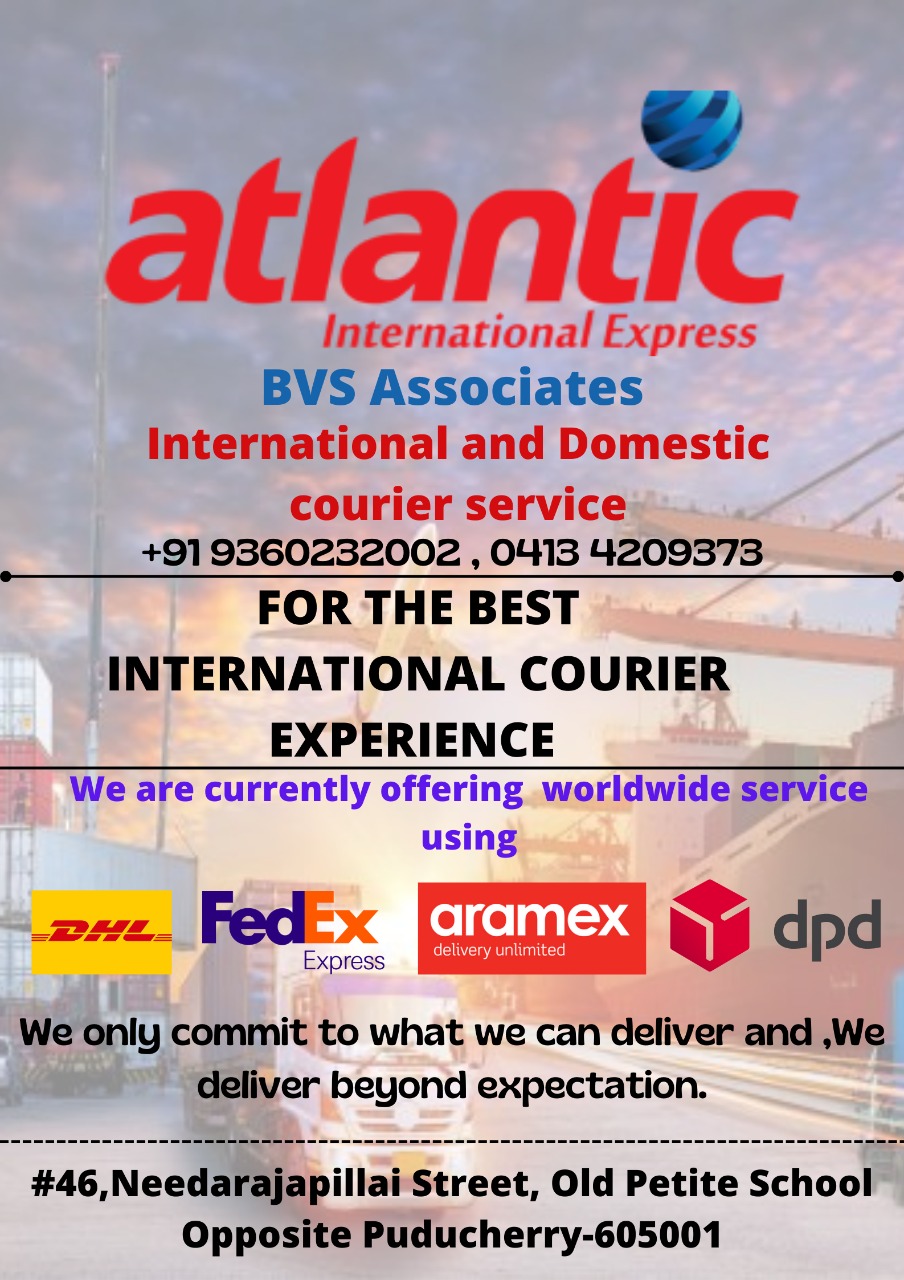 atlantic
International Express
BVS Associates
International and Domestic
courier service
+91 9360232002 , 0413 4209373
FOR THE BEST
INTERNATIONAL COURIER
EXPERIENCE
We are currently offering worldwide service
using
DHL FedEx Express aramex delivery unlimited dpd
We only commit to what we can deliver and ,We
deliver beyond expectation.
#46,Needarajapillai Street, Old Petite School
Opposite Puducherry-605001